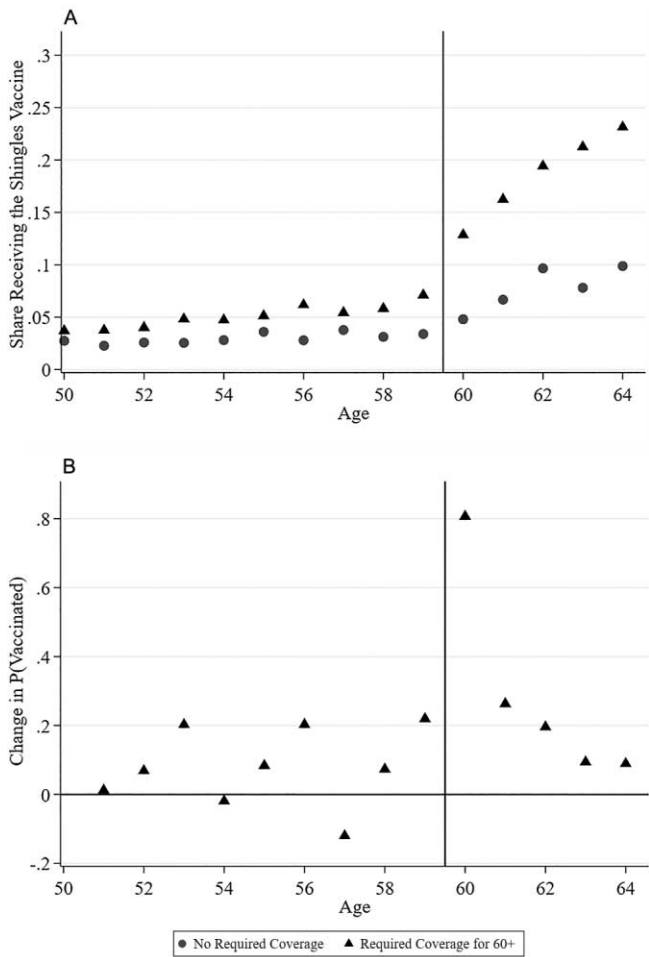 A
Share Receiving the Shingles Vaccine
.3
.25
.2
.15
.1
.05
0
50 52 54 56 58 60 62 64
Age
B
Change in P(Vaccinated)
.8
.6
.4
.2
0
-.2
50 52 54 56 58 60 62 64
Age
No Required Coverage Required Coverage for 60+